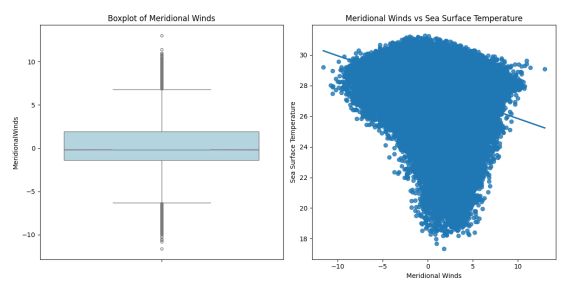 Boxplot of Meridional Winds
MeridionalWinds
10
5
0
−5
−10
Meridional Winds vs Sea Surface Temperature
Sea Surface Temperature
30
28
26
24
22
20
18
−10 −5 0 5 10
Meridional Winds